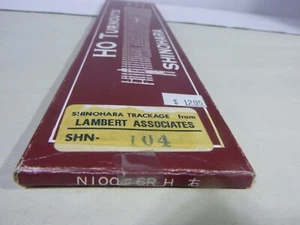 HO TURNOUTS
SHINOHARA
$ 12.95
SHINOHARA TRACKAGE from
LAMBERT ASSOCIATES
SHN- 104
N100 #6R.H 右